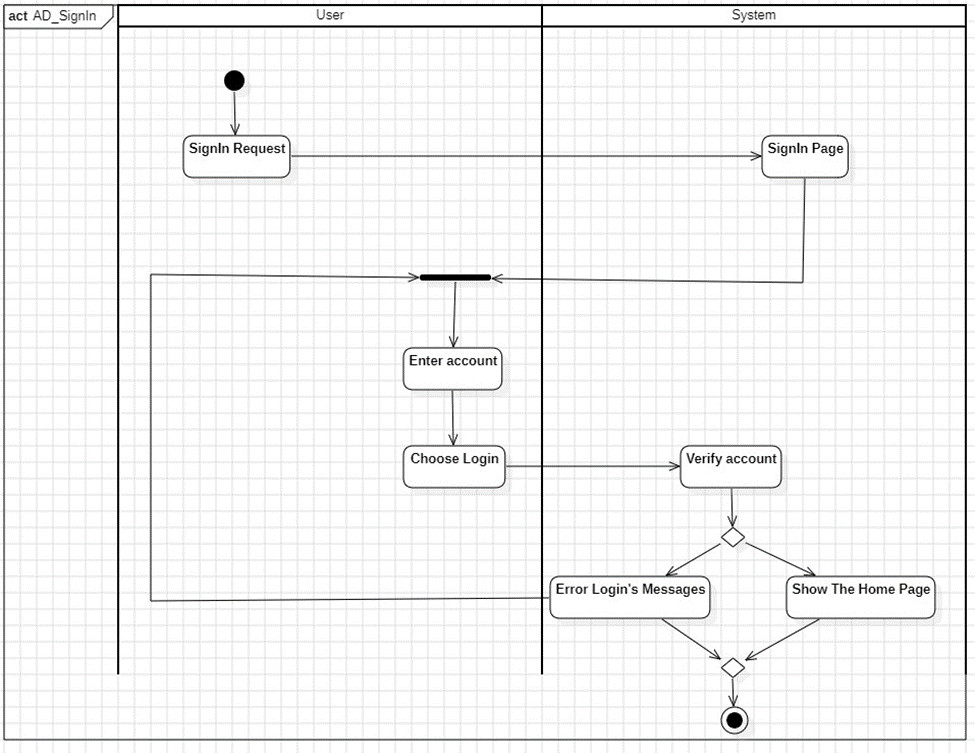 act AD_SignIn
User
System
SignIn Request
SignIn Page
Enter account
Choose Login
Verify account
Error Login's Messages
Show The Home Page